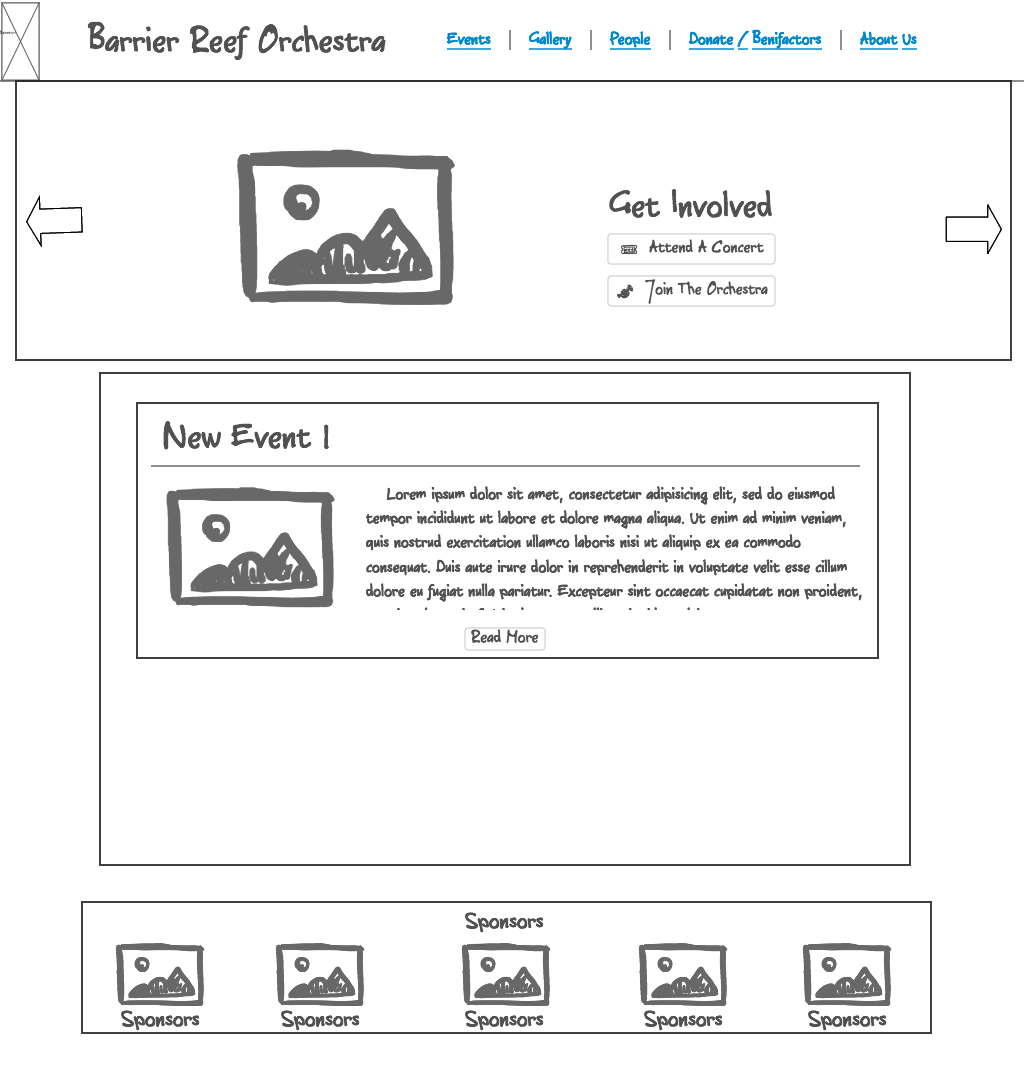 Barrier Reef Orchestra
Events | Gallery | People | Donate / Benifactors | About Us
Get Involved
Attend A Concert
Join The Orchestra
New Event 1
Lorem ipsum dolor sit amet, consectetur adipisicing elit, sed do eiusmod
tempor incididunt ut labore et dolore magna aliqua. Ut enim ad minim veniam,
quis nostrud exercitation ullamco laboris nisi ut aliquip ex ea commodo
consequat. Duis aute irure dolor in reprehenderit in voluptate velit esse cillum
dolore eu fugiat nulla pariatur. Excepteur sint occaecat cupidatat non proident,
Read More
Sponsors
Sponsors Sponsors Sponsors Sponsors Sponsors